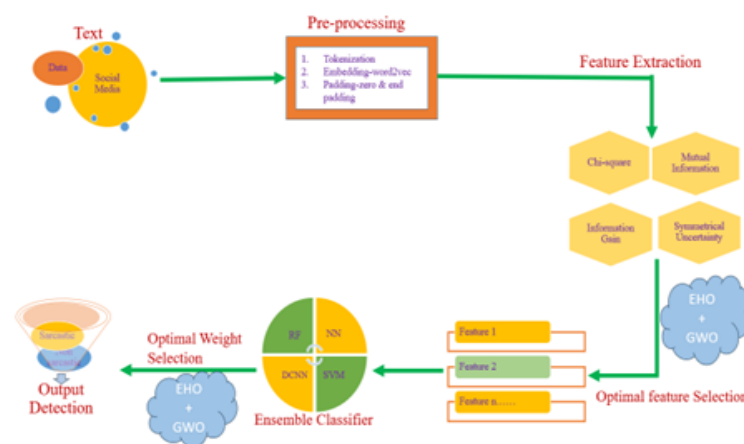 Text
Data
Social
Media
Pre-processing
1. Tokenization
2. Embedding-word2vec
3. Padding-zero & end
padding
Feature Extraction
Chi-square
Mutual
Information
Information
Gain
Symmetrical
Uncertainty
EHO
+
GWO
Optimal feature Selection
Feature 1
Feature 2
Feature n......
RF
NN
DCNN
SVM
Ensemble Classifier
Optimal Weight
Selection
EHO
+
GWO
Sarcastic
Output
Detection